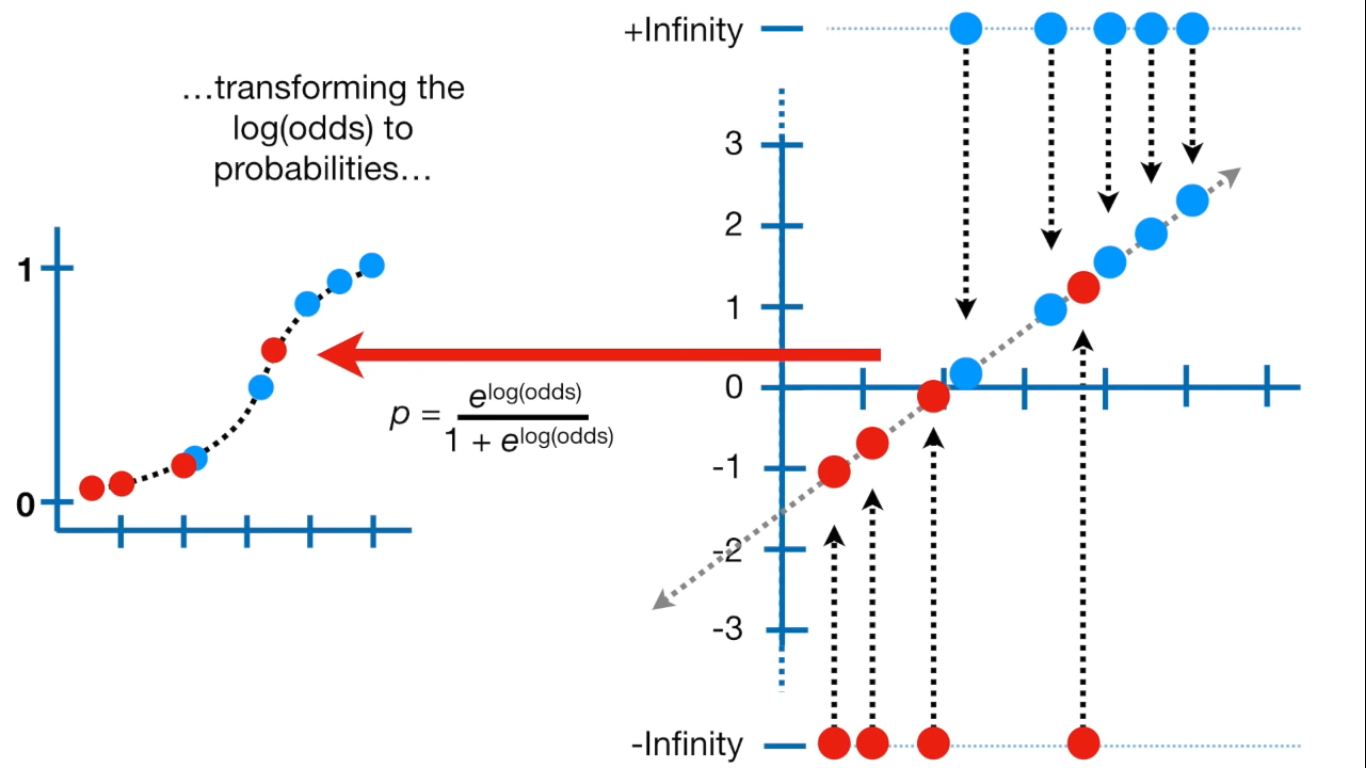 …transforming the
log(odds) to
probabilities…
1
0
p = e^log(odds) / 1 + e^log(odds)
+Infinity
3
2
1
0
-1
-2
-3
-Infinity